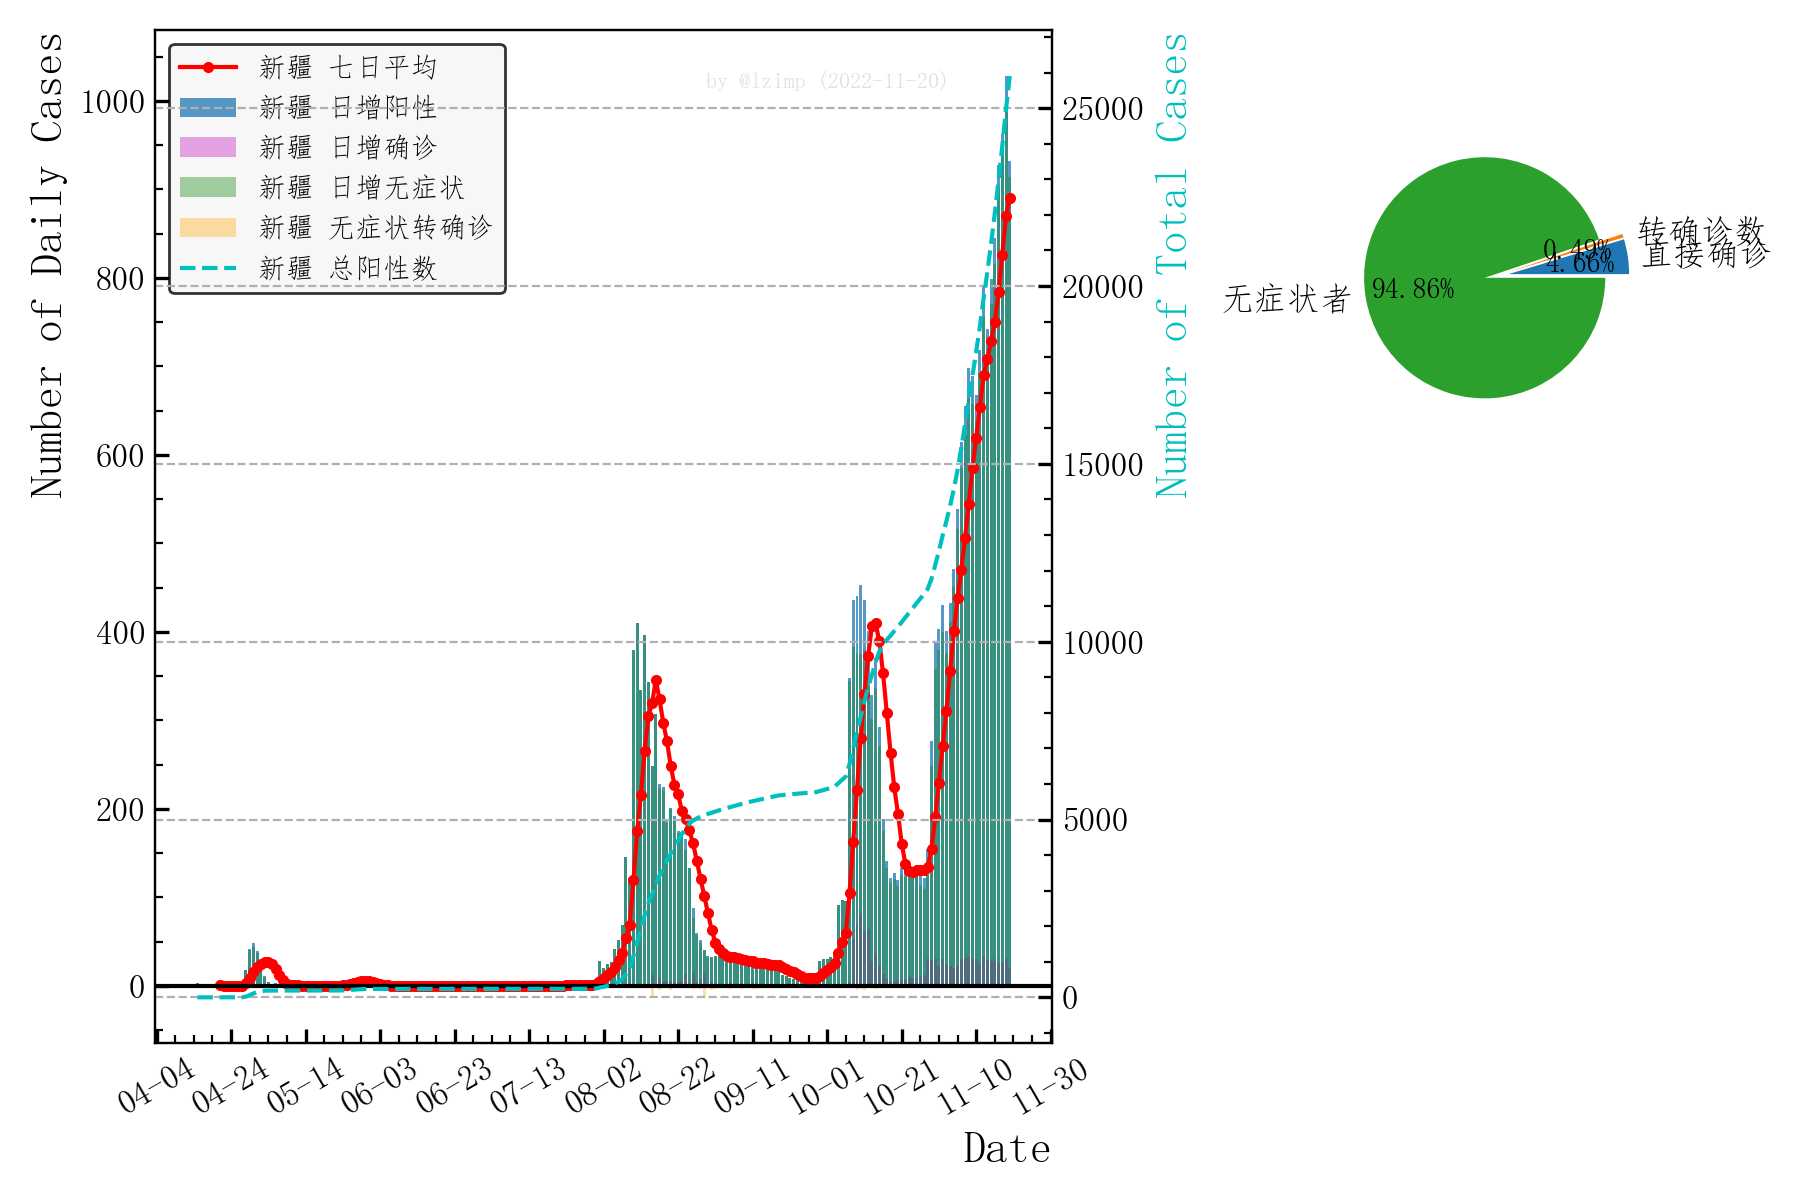 Number of Daily Cases
1000
800
600
400
200
0
新疆 七日平均
新疆 日增阳性
新疆 日增确诊
新疆 日增无症状
新疆 无症状转确诊
新疆 总阳性数
by @lzimp (2022-11-20)
25000
20000
15000
10000
5000
0
Number of Total Cases
04-04
04-24
05-14
06-03
06-23
07-13
08-02
08-22
09-11
10-01
10-21
11-10
11-30
Date
转确诊数
直接确诊
0.49%
4.66%
无症状者
94.86%